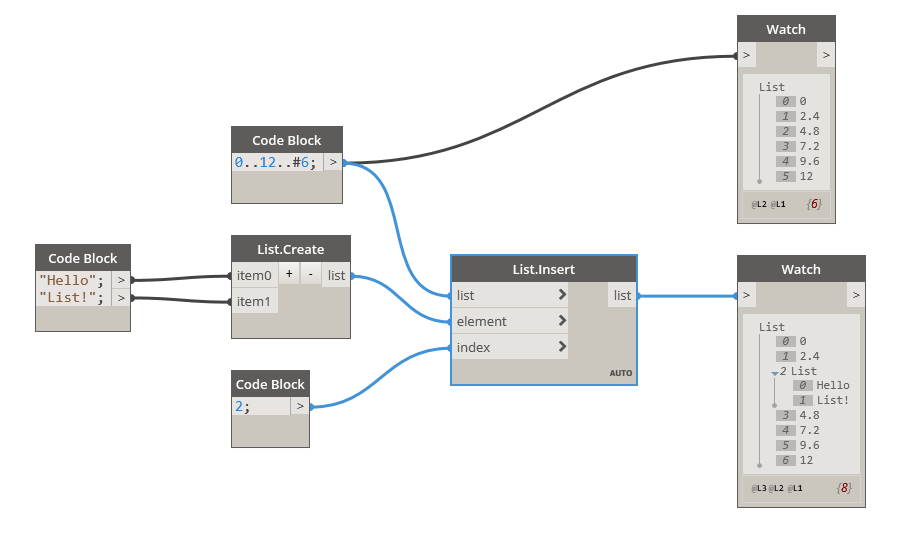 Watch
> >
List
0 0
1 2.4
2 4.8
3 7.2
4 9.6
5 12
@L2 @L1 {6}
Code Block
0..12..#6; >
Code Block
"Hello"; >
"List!"; >
List.Create
item0 + - list
item1
List.Insert
list > list
element >
index >
AUTO
Code Block
2; >
Watch
> >
List
0 0
1 2.4
2 List
0 Hello
1 List!
3 4.8
4 7.2
5 9.6
6 12
@L3 @L2 @L1 {8}